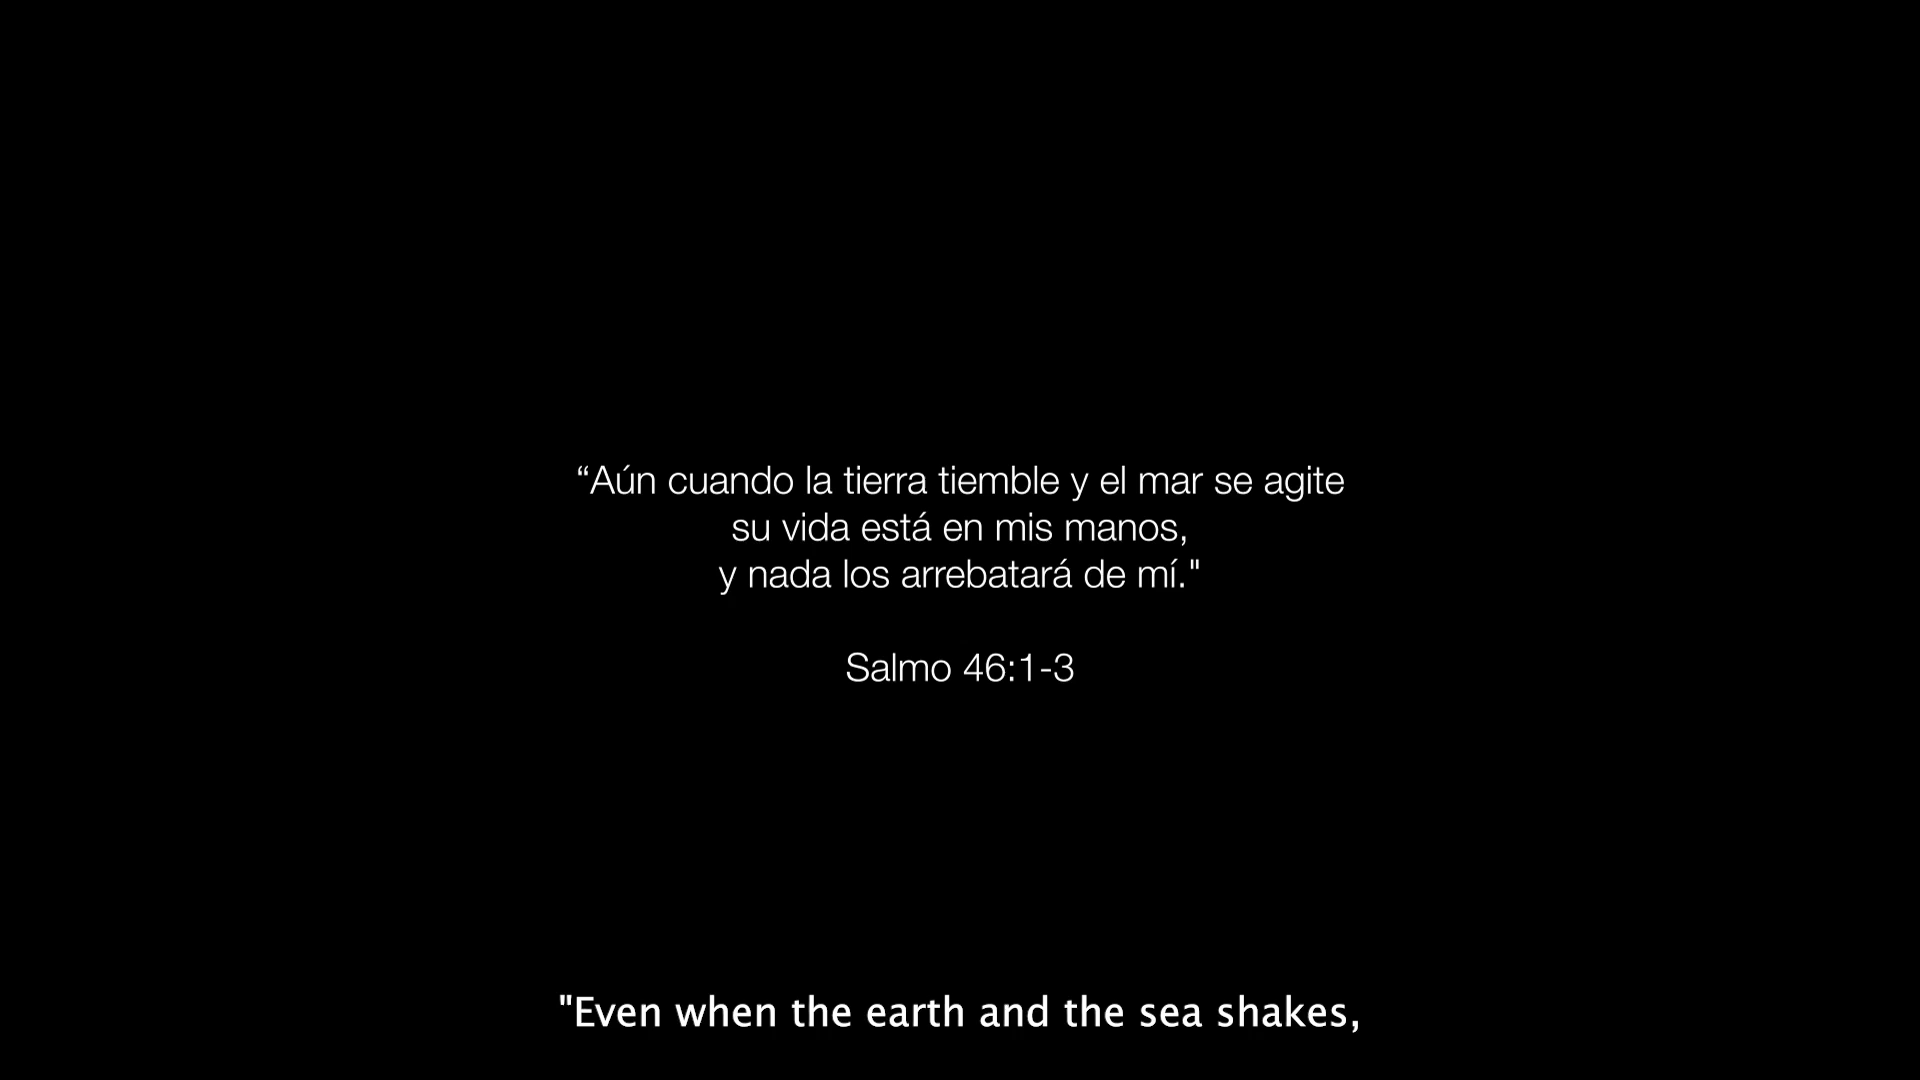 “Aún cuando la tierra tiemble y el mar se agite
su vida está en mis manos,
y nada los arrebatará de mí."
Salmo 46:1-3
"Even when the earth and the sea shakes,